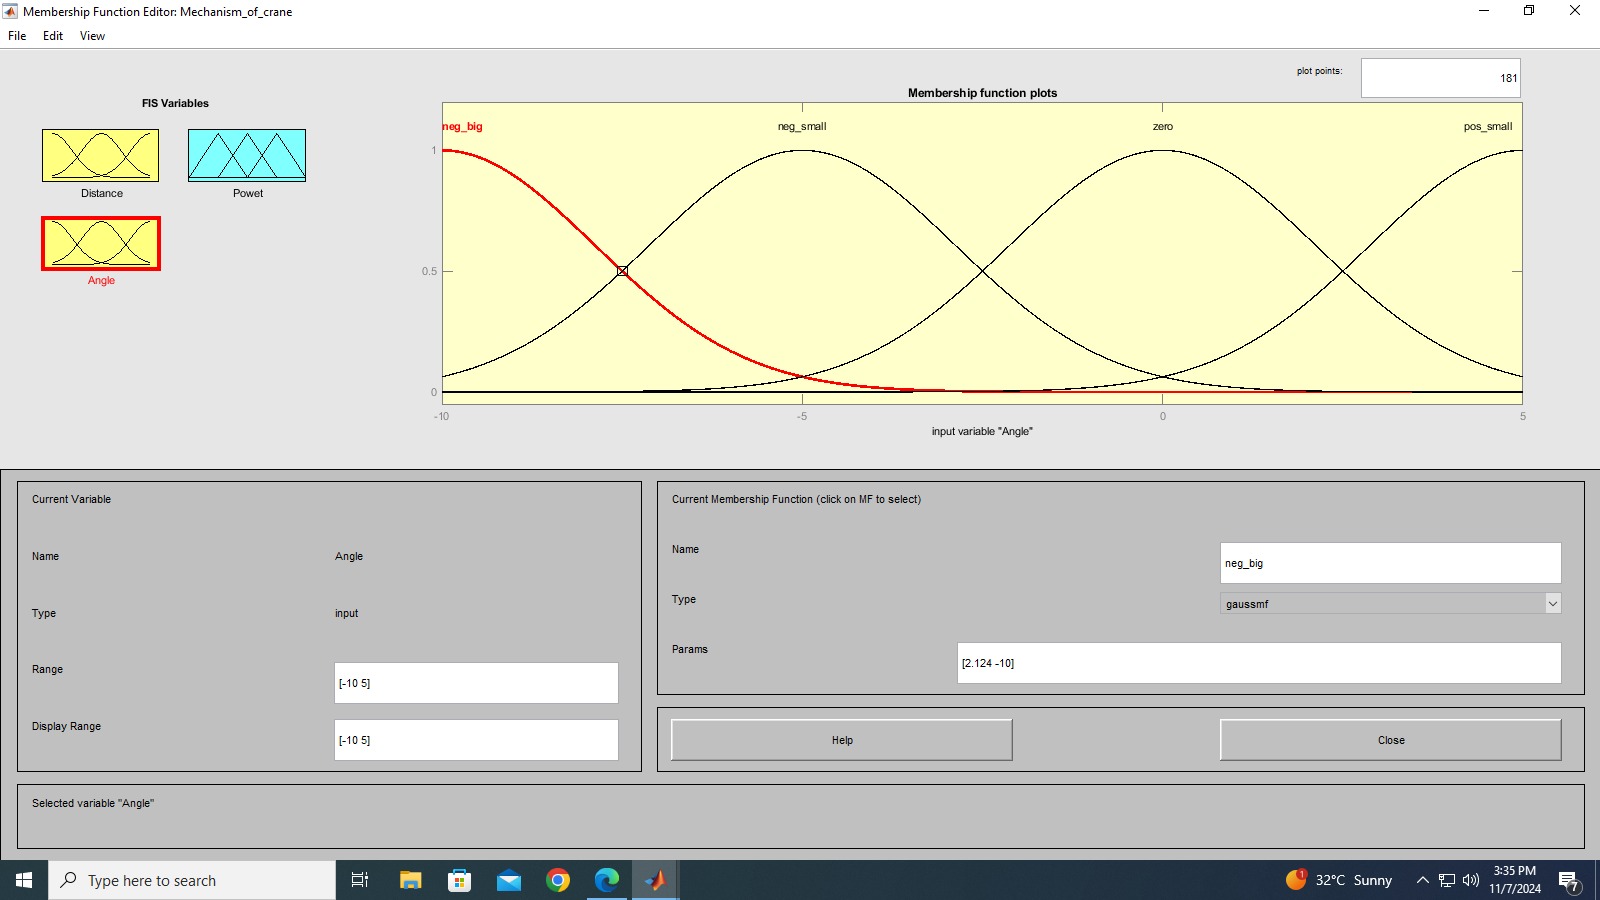 Membership Function Editor: Mechanism_of_crane
File Edit View
plot points:
181
FIS Variables
Distance
Powet
Angle
Membership function plots
neg_big
neg_small
zero
pos_small
1
0.5
0
-10
-5
0
5
input variable "Angle"
Current Variable
Name
Angle
Type
input
Range
[-10 5]
Display Range
[-10 5]
Current Membership Function (click on MF to select)
Name
neg_big
Type
gaussmf
Params
[2.124 -10]
Help
Close
Selected variable "Angle"
Type here to search
1
32°C Sunny
3:35 PM
11/7/2024
7